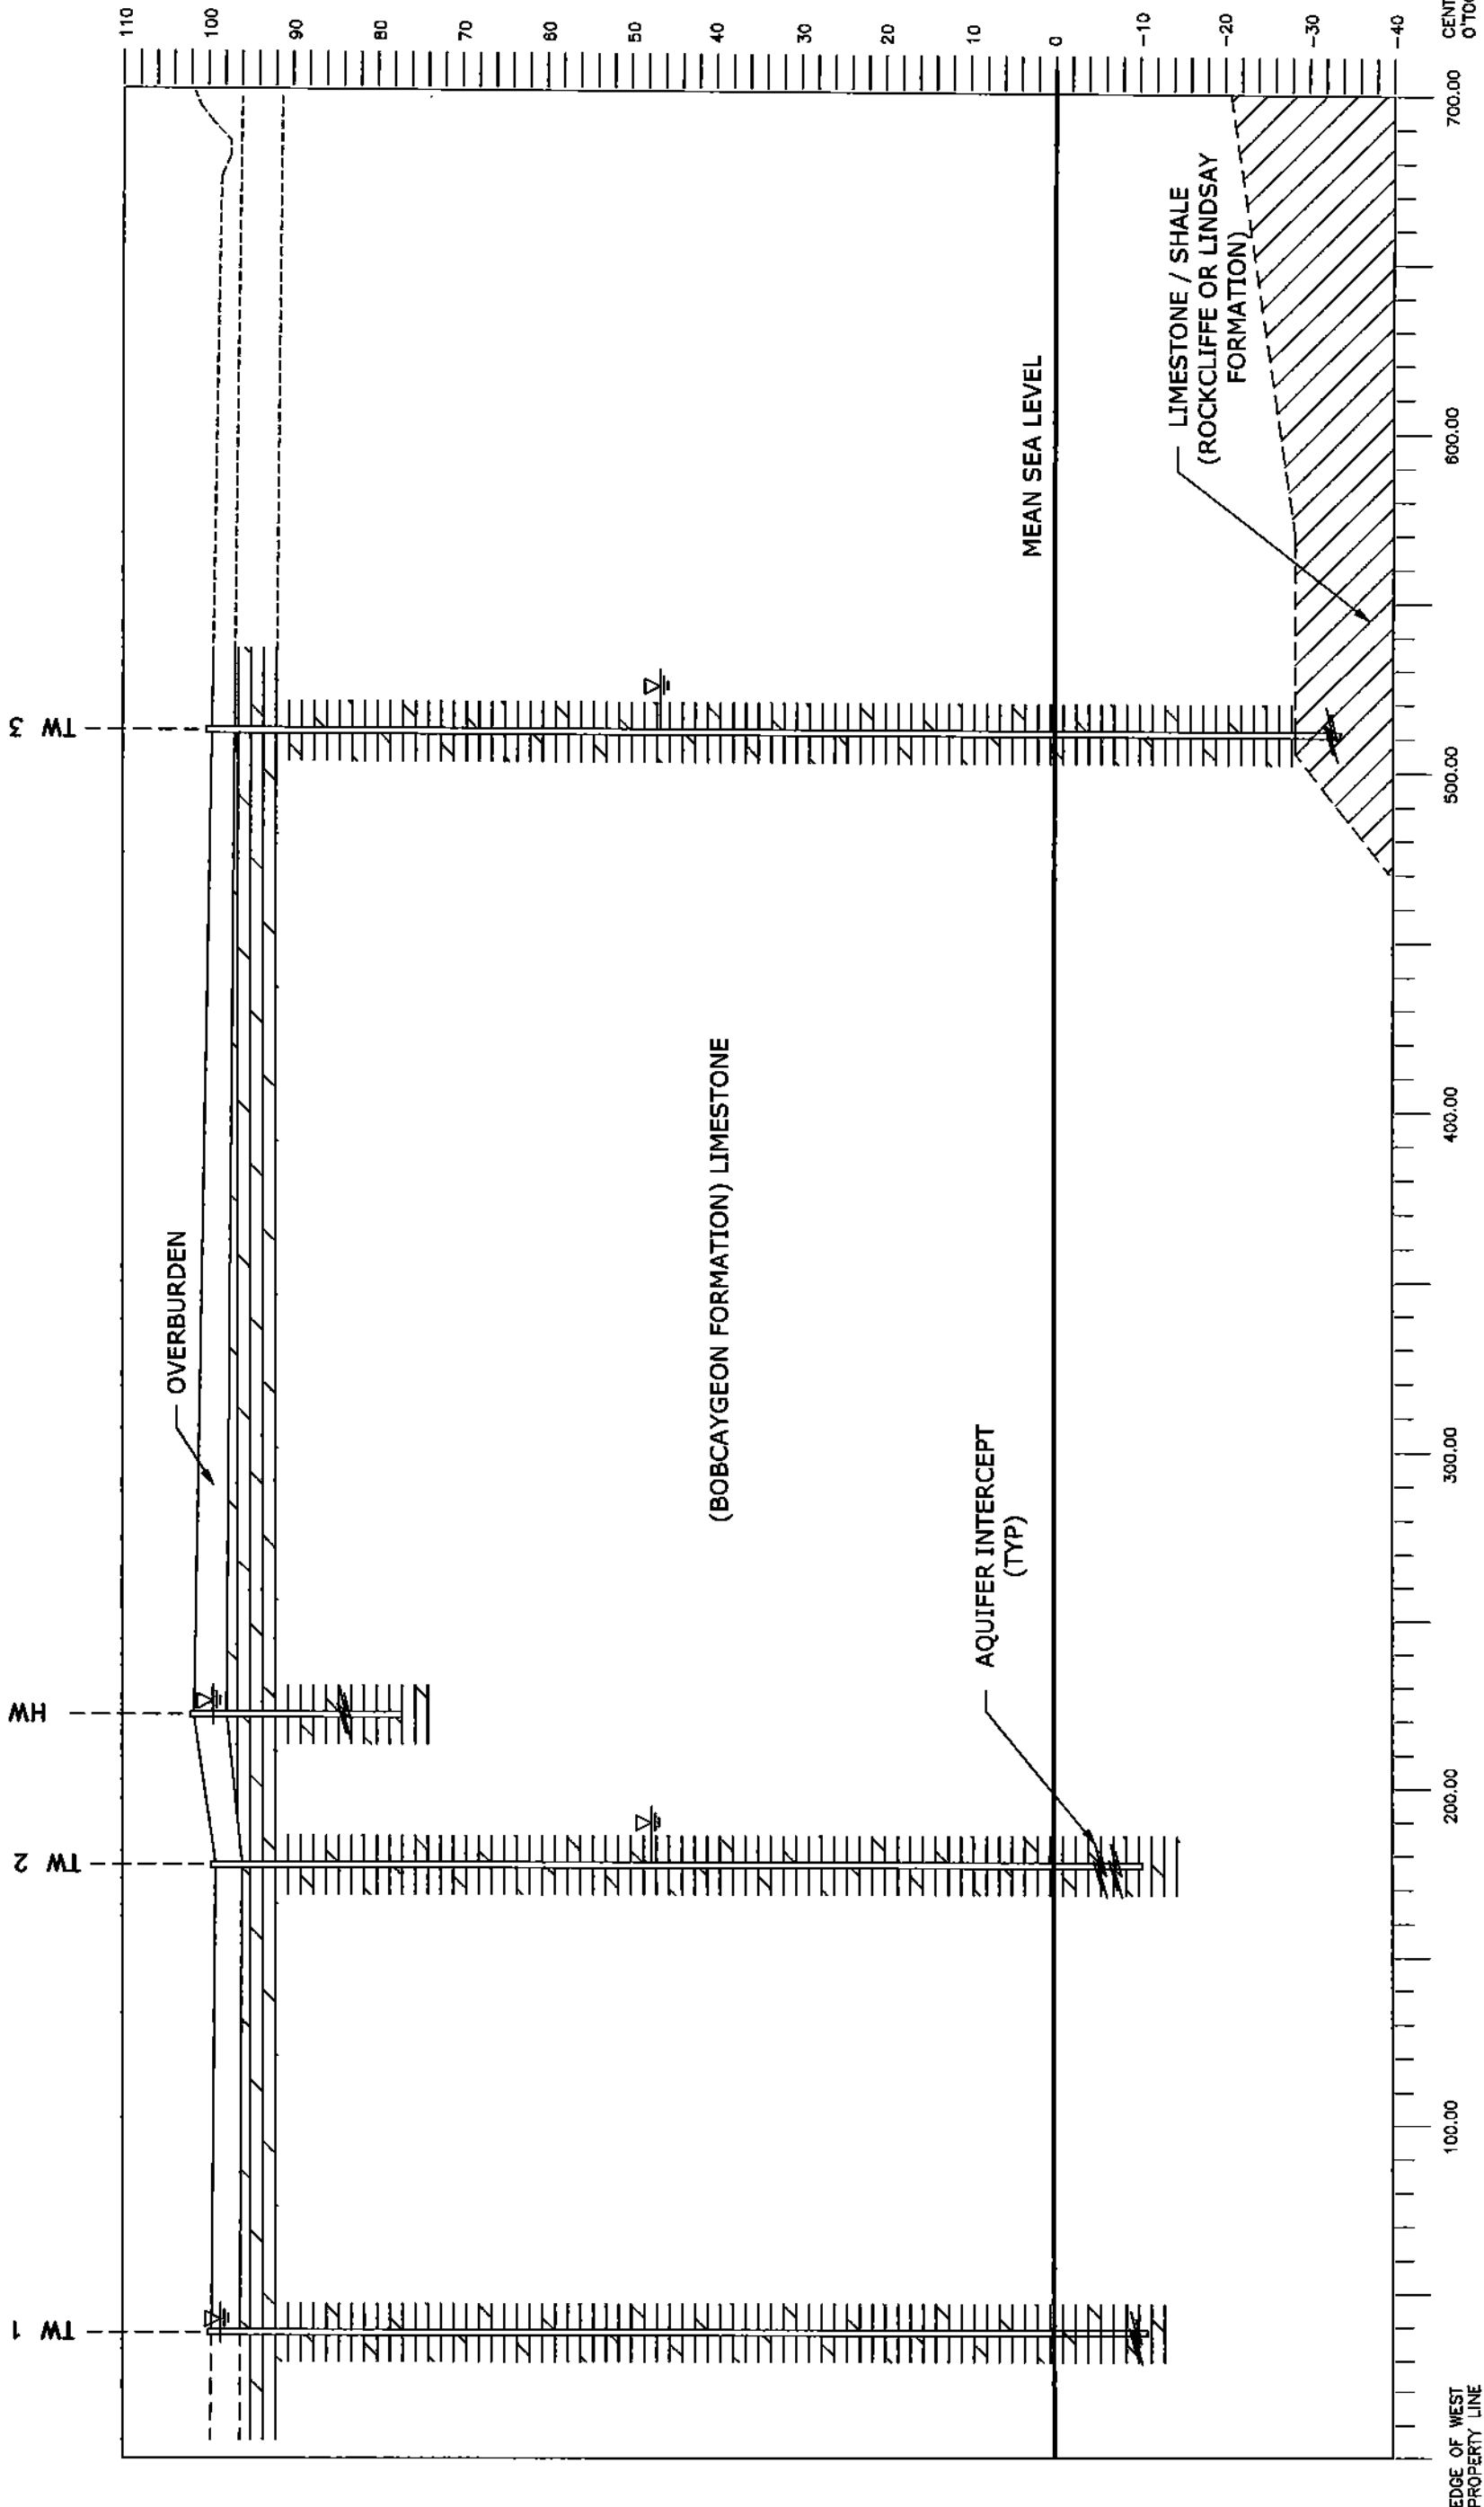 TW 1
TW 2
HW
TW 3
OVERBURDEN
(BOBCAYGEON FORMATION) LIMESTONE
AQUIFER INTERCEPT
(TYP)
MEAN SEA LEVEL
LIMESTONE / SHALE
(ROCKCLIFFE OR LINDSAY
FORMATION)
110
100
90
80
70
60
50
40
30
20
10
0
-10
-20
-30
-40
EDGE OF WEST
PROPERTY LINE
100.00
200.00
300.00
400.00
500.00
600.00
700.00
CENT